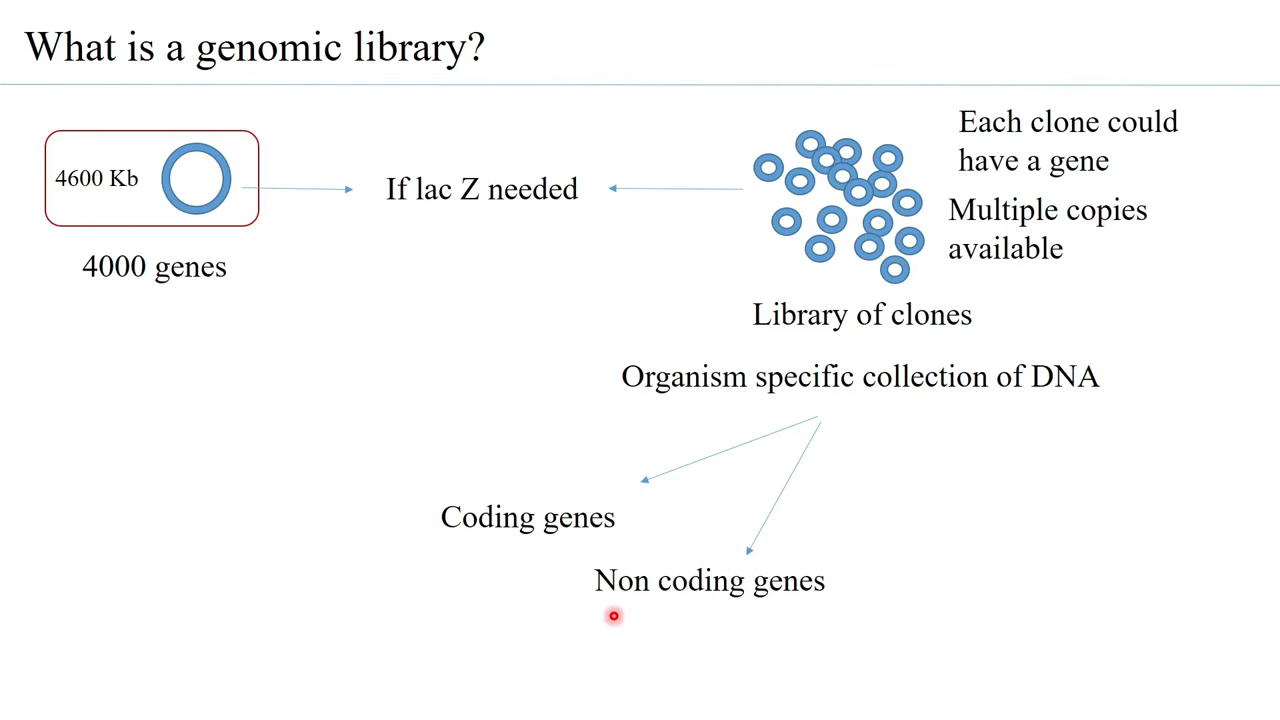 What is a genomic library?
4600 Kb
4000 genes
If lac Z needed
Each clone could
have a gene
Multiple copies
available
Library of clones
Organism specific collection of DNA
Coding genes
Non coding genes